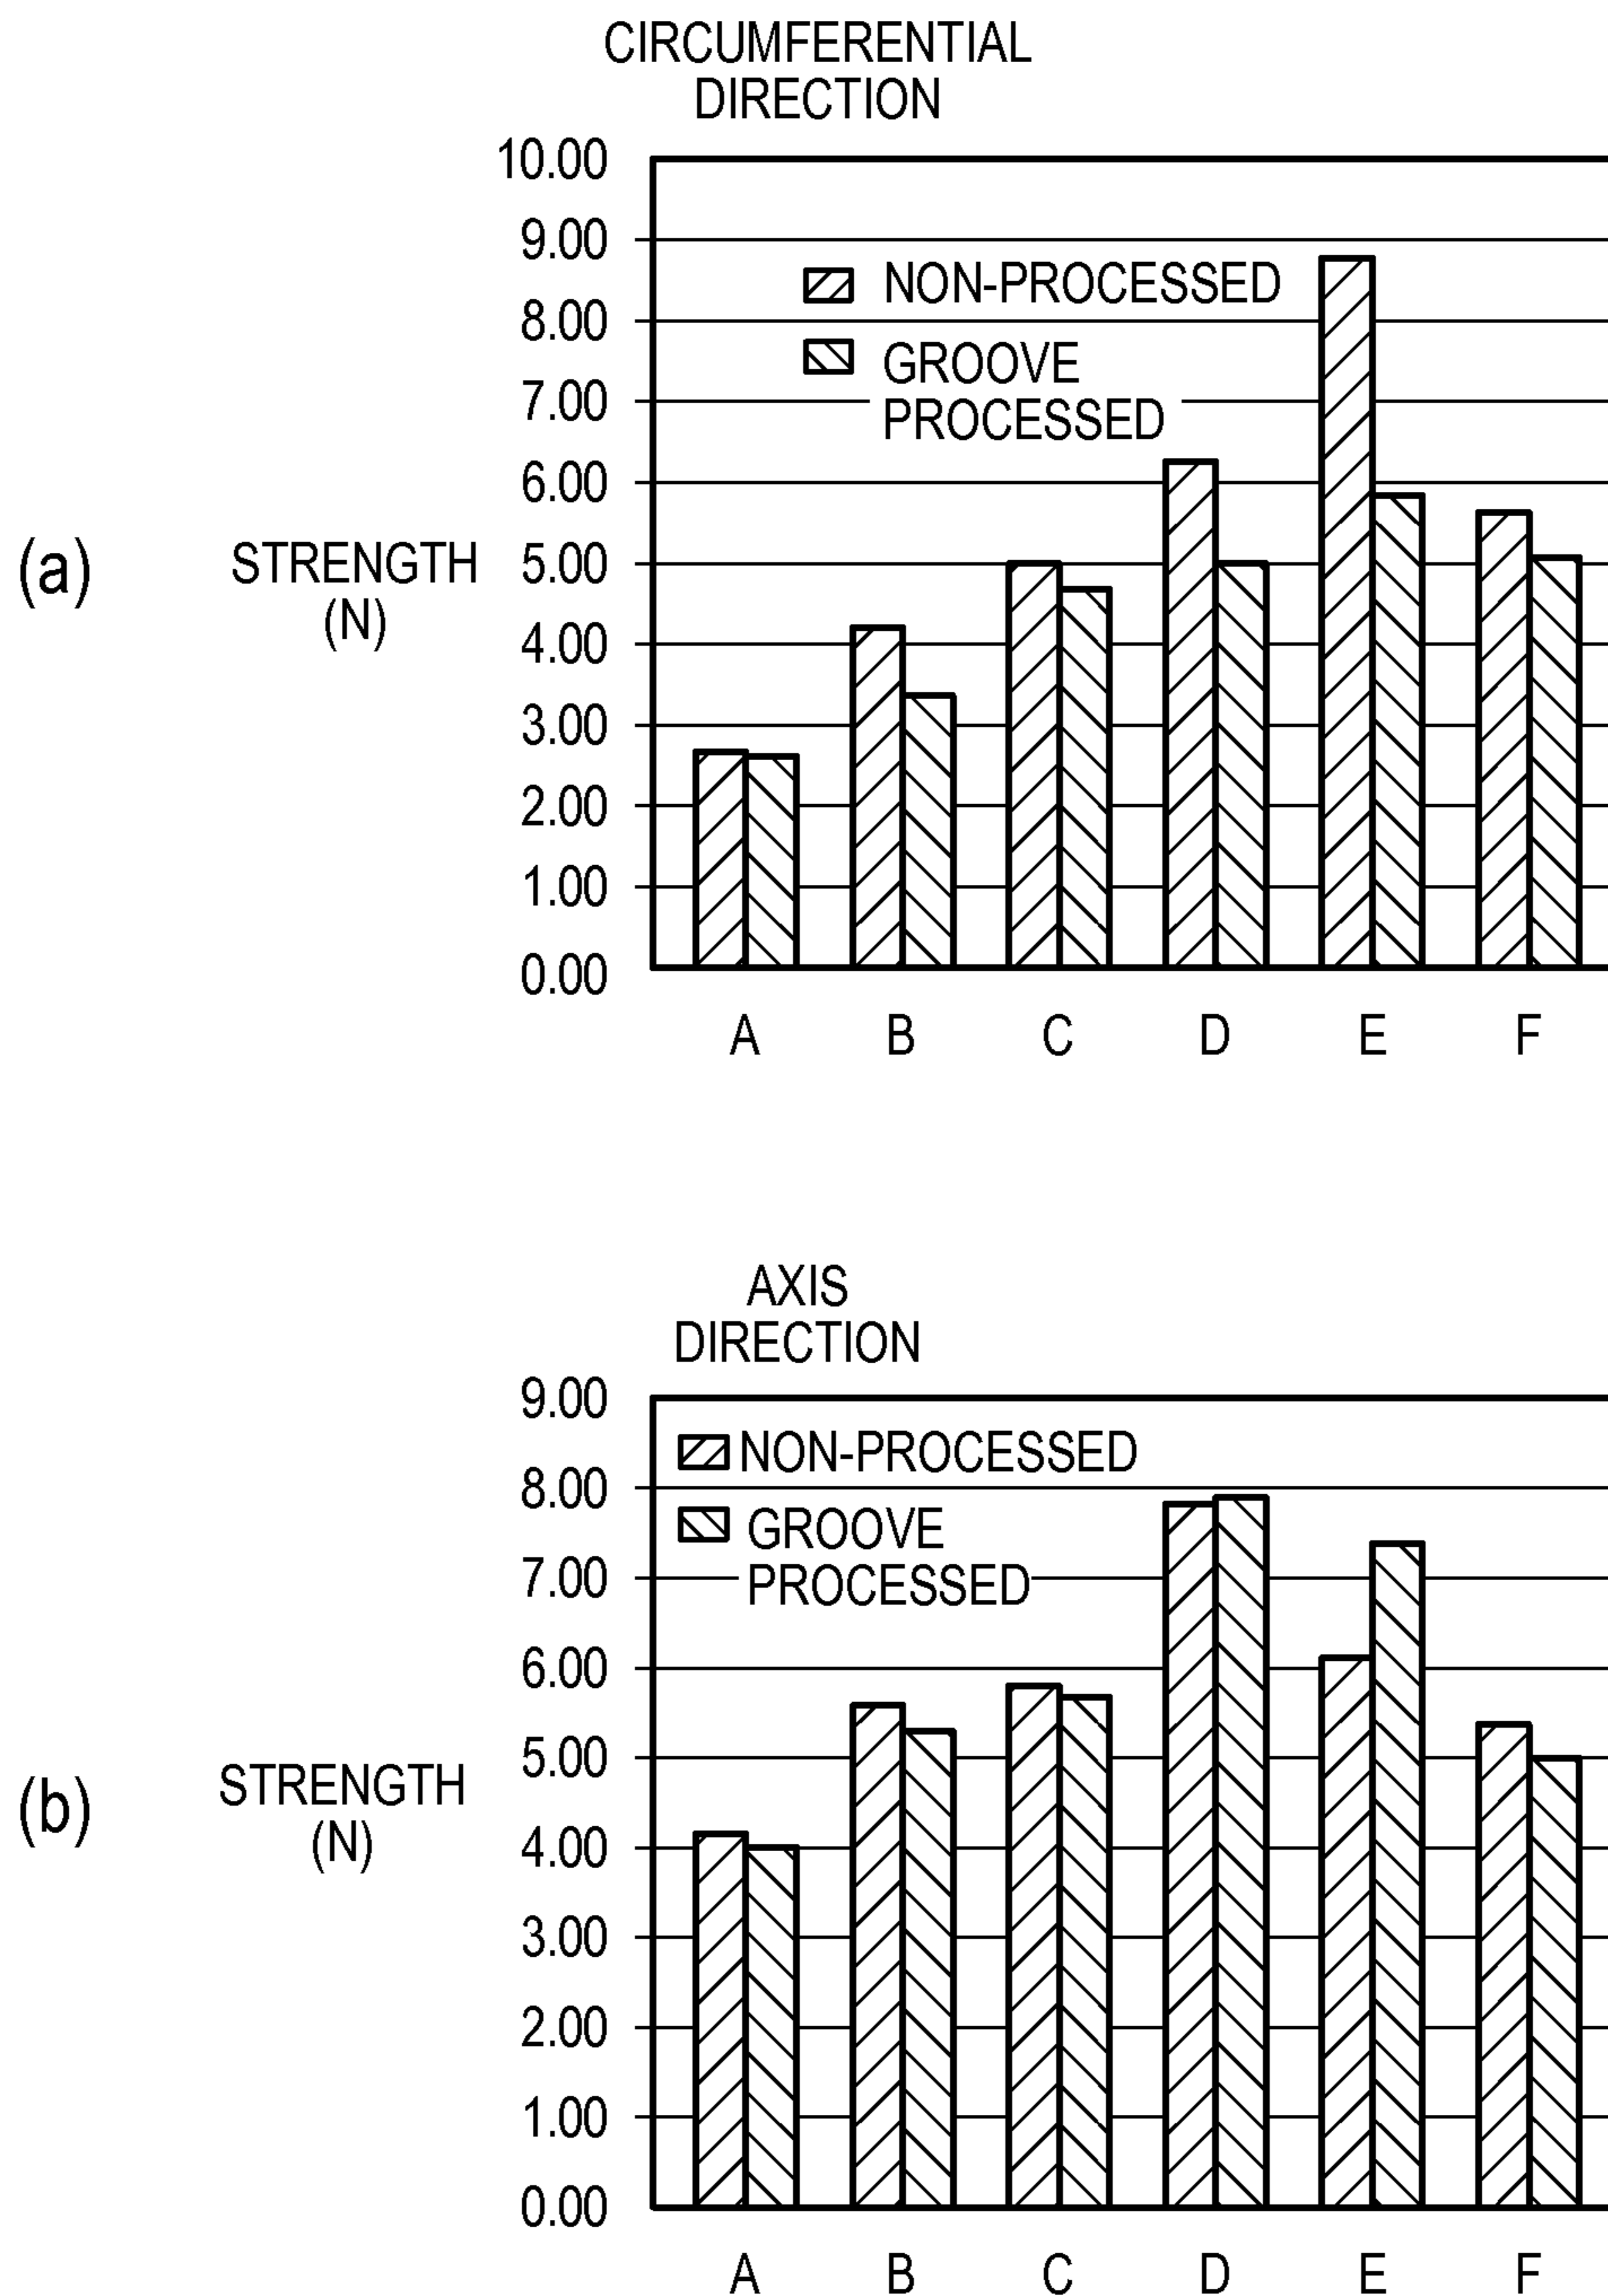 CIRCUMFERENTIAL
DIRECTION
10.00
9.00
NON-PROCESSED
8.00
GROOVE
7.00
PROCESSED
6.00
(a)
STRENGTH
(N)
5.00
4.00
3.00
2.00
1.00
0.00
A B C D E F
AXIS
DIRECTION
9.00
NON-PROCESSED
8.00
GROOVE
7.00
PROCESSED
6.00
5.00
(b)
STRENGTH
(N)
4.00
3.00
2.00
1.00
0.00
A B C D E F